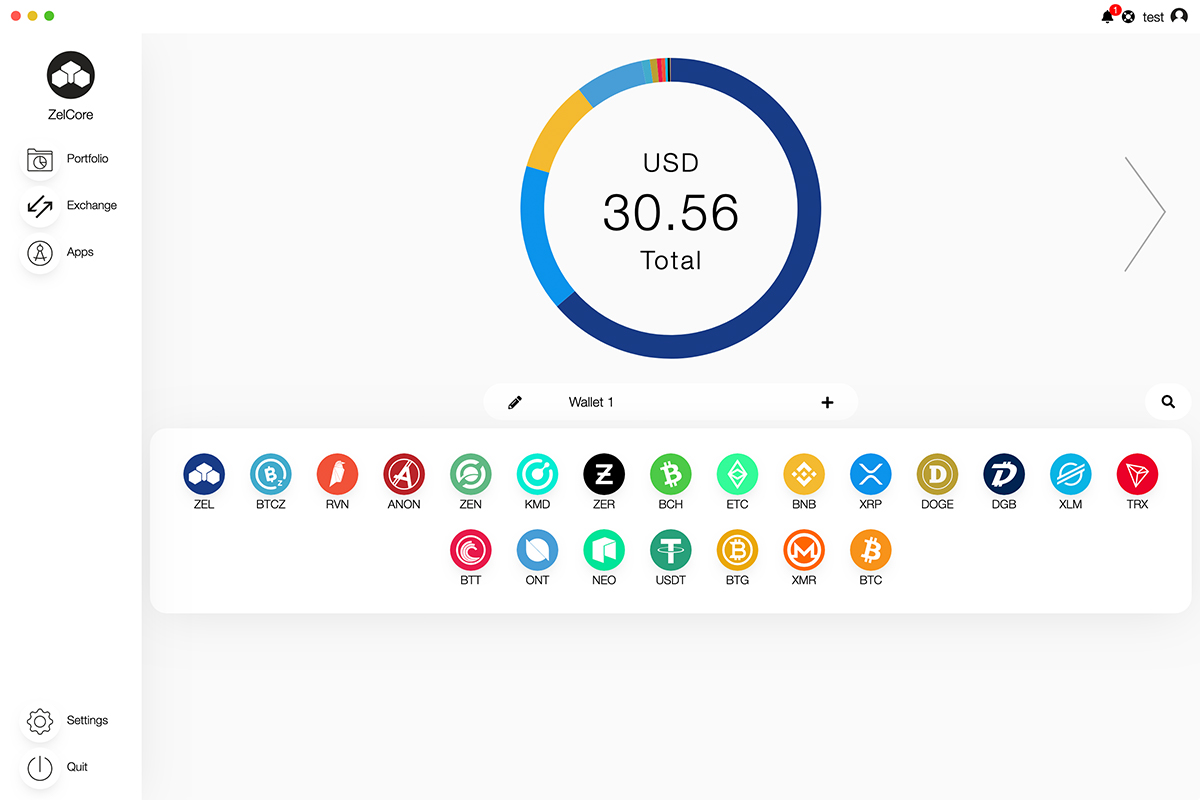 1
test
ZelCore
Portfolio
Exchange
Apps
USD
30.56
Total
Wallet 1
ZEL BTCZ RVN ANON ZEN KMD ZER BCH ETC BNB XRP DOGE DGB XLM TRX
BTT ONT NEO USDT BTG XMR BTC
Settings
Quit